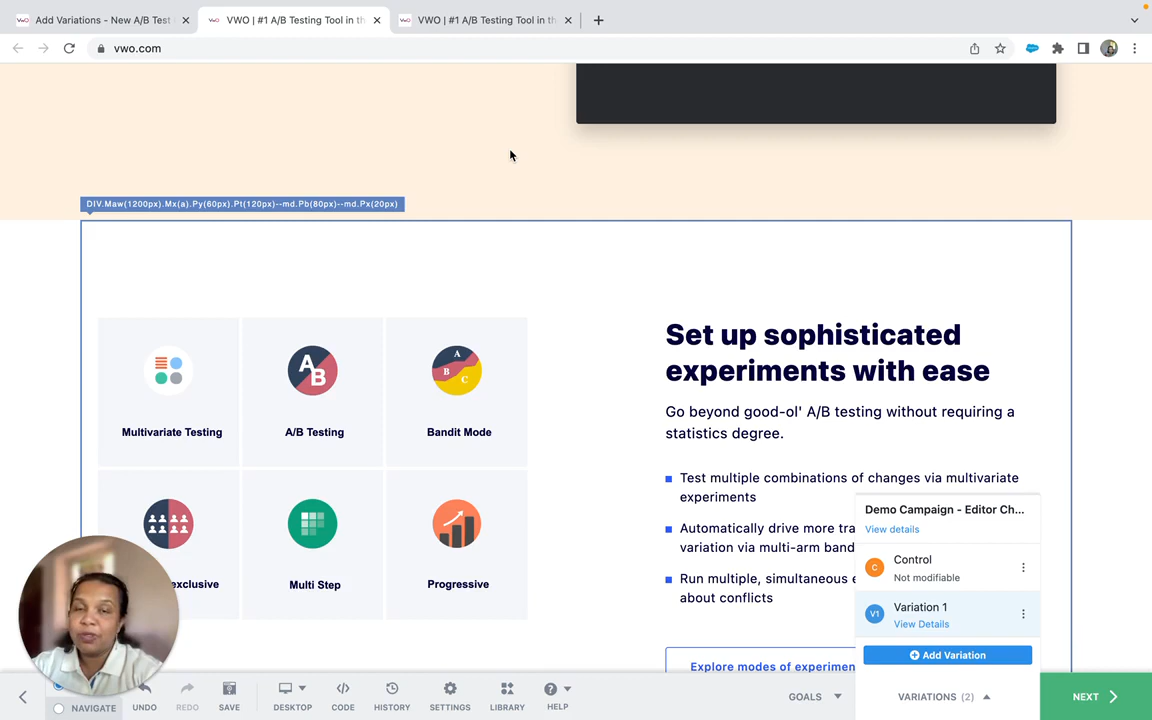 Add Variations - New A/B Test
VWO | #1 A/B Testing Tool in th
VWO | #1 A/B Testing Tool in th
vwo.com
DIV.Maw(1200px).Mx(a).Py(60px).Pt(120px)--md.Pb(80px)--md.Px(20px)
Multivariate Testing
A/B Testing
Bandit Mode
exclusive
Multi Step
Progressive
Set up sophisticated
experiments with ease
Go beyond good-ol' A/B testing without requiring a
statistics degree.
Test multiple combinations of changes via multivariate
experiments
Automatically drive more tra
variation via multi-arm band
Run multiple, simultaneous e
about conflicts
Explore modes of experimen
Demo Campaign - Editor Ch...
View details
C
Control
Not modifiable
V1
Variation 1
View Details
Add Variation
NAVIGATE
UNDO
REDO
SAVE
DESKTOP
CODE
HISTORY
SETTINGS
LIBRARY
HELP
GOALS
VARIATIONS (2)
NEXT